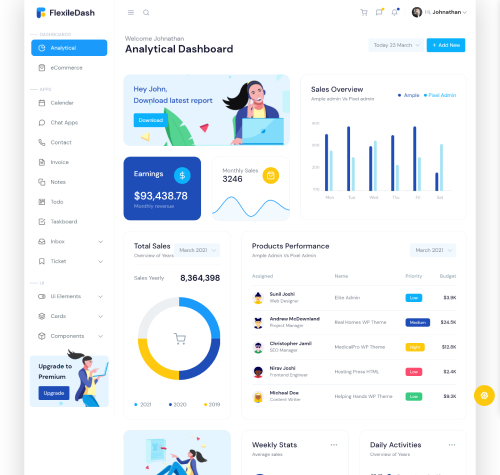 FlexileDash
Hi, Johnathan
DASHBOARD
Analytical
eCommerce
APPS
Calendar
Chat Apps
Contact
Invoice
Notes
Todo
Taskboard
Inbox
Ticket
UI
UI Elements
Cards
Components
Upgrade to
Premium
Upgrade
Welcome Johnathan
Analytical Dashboard
Today, 23 March
+ Add New
Hey John,
Download latest report
Download
Sales Overview
Ample admin Vs Pixel admin
Ample
Pixel Admin
Mon Tue Wed Thu Fri Sat
Earnings
$93,438.78
Monthly revenue
Monthly Sales
3246
Total Sales
Overview of Years
March 2021
Sales Yearly
8,364,398
2021 2020 2019
Products Performance
Ample Admin Vs Pixel Admin
March 2021
Assigned Name Priority Budget
Sunil Joshi
Web Designer
Elite Admin
Low
$3.9K
Andrew McDownland
Project Manager
Real Homes WP Theme
Medium
$24.5K
Christopher Jamil
SEO Manager
MedicalPro WP Theme
Hight
$12.8K
Nirav Joshi
Frontend Engineer
Hosting Press HTML
Low
$2.4K
Micheal Doe
Content Writer
Helping Hands WP Theme
Low
$9.3K
Weekly Stats
Average sales
Daily Activities
Overview of Years